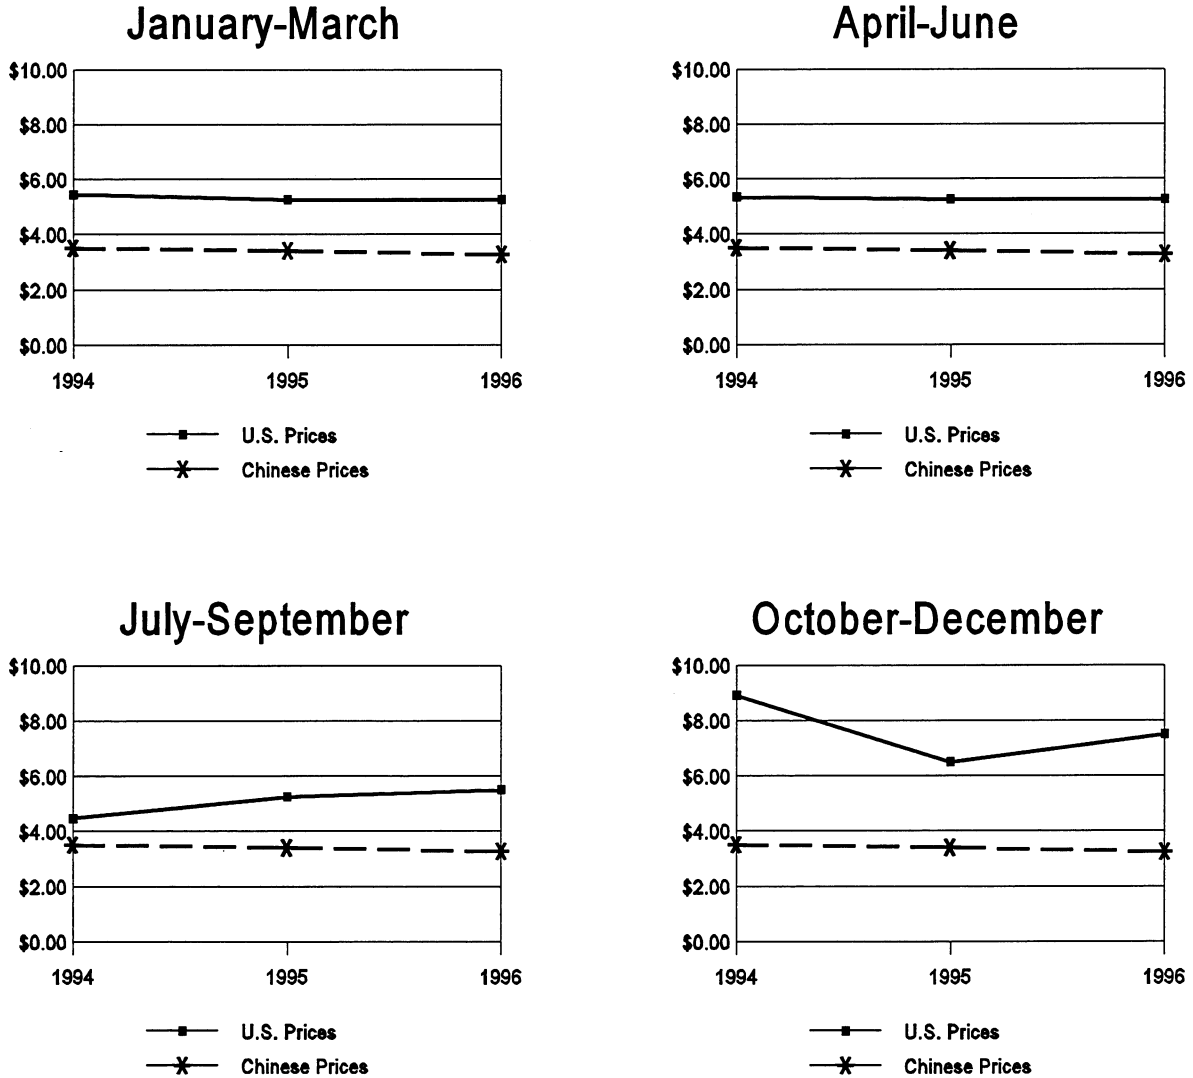 January-March
$10.00
$8.00
$6.00
$4.00
$2.00
$0.00
1994 1995 1996
U.S. Prices
Chinese Prices
April-June
$10.00
$8.00
$6.00
$4.00
$2.00
$0.00
1994 1995 1996
U.S. Prices
Chinese Prices
July-September
$10.00
$8.00
$6.00
$4.00
$2.00
$0.00
1994 1995 1996
U.S. Prices
Chinese Prices
October-December
$10.00
$8.00
$6.00
$4.00
$2.00
$0.00
1994 1995 1996
U.S. Prices
Chinese Prices